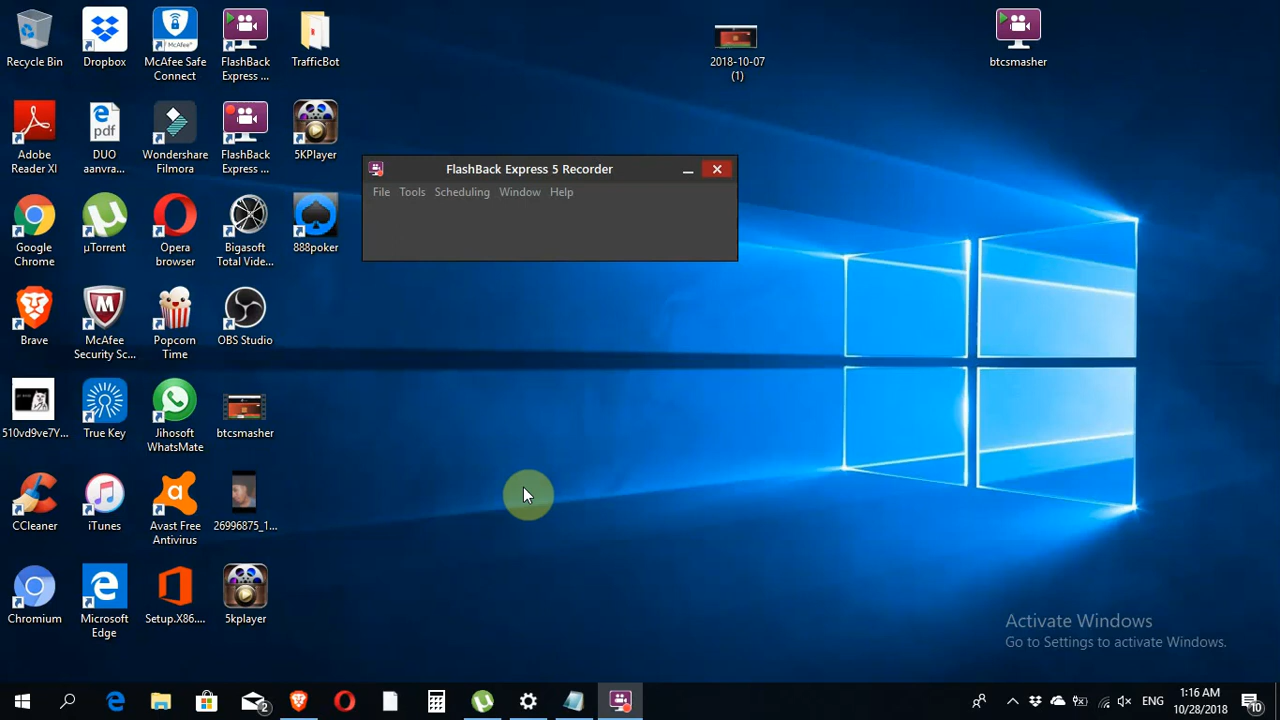 Recycle Bin
Dropbox
McAfee Safe
Connect
FlashBack
Express ...
TrafficBot
2018-10-07
(1)
btcsmasher
Adobe
Reader XI
e
pdf
DUO
aanvra...
Wondershare
Filmora
FlashBack
Express ...
5KPlayer
FlashBack Express 5 Recorder
File Tools Scheduling Window Help
Google
Chrome
µTorrent
Opera
browser
Bigasoft
Total Vide...
888poker
Brave
McAfee
Security Sc...
Popcorn
Time
OBS Studio
510vd9ve7Y...
True Key
Jihosoft
WhatsMate
btcsmasher
CCleaner
iTunes
Avast Free
Antivirus
26996875_1...
Chromium
Microsoft
Edge
Setup.X86....
5kplayer
Activate Windows
Go to Settings to activate Windows.
2
ENG
1:16 AM
10/28/2018
10